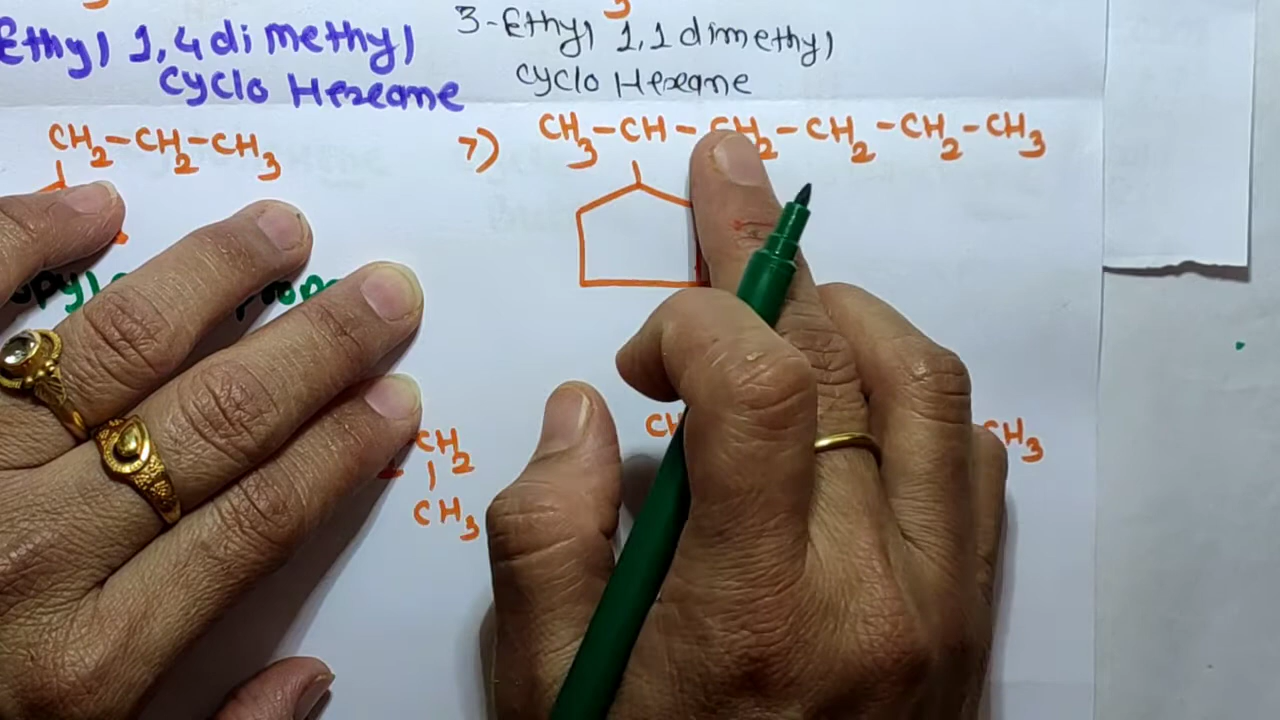 Ethyl 1,4 dimethyl
cyclo Hexeane
3-Ethyl 1,1 dimethyl
cyclo Hexane
CH2-CH2-CH3
7) CH3-CH-CH2-CH2-CH2-CH3
CH2
CH3
CH3